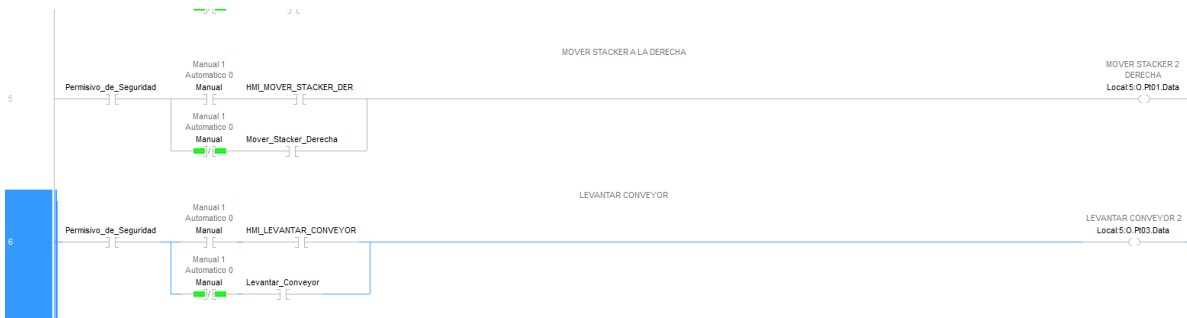 MOVER STACKER A LA DERECHA
Manual 1
Automatico 0
MOVER STACKER 2
DERECHA
Permisivo_de_Seguridad Manual HMI_MOVER_STACKER_DER Local:5:O.Pt01.Data
5
Manual 1
Automatico 0
Manual Mover_Stacker_Derecha
LEVANTAR CONVEYOR
Manual 1
Automatico 0
LEVANTAR CONVEYOR 2
Permisivo_de_Seguridad Manual HMI_LEVANTAR_CONVEYOR Local:5:O.Pt03.Data
6
Manual 1
Automatico 0
Manual Levantar_Conveyor